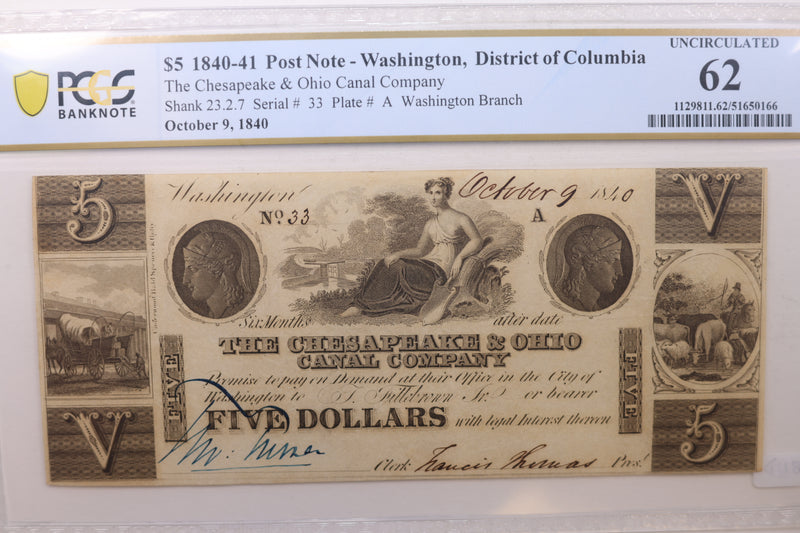 $5 1840-41 Post Note - Washington, District of Columbia
The Chesapeake & Ohio Canal Company
Shank 23.2.7 Serial # 33 Plate # A Washington Branch
October 9, 1840
PCGS
BANKNOTE
UNCIRCULATED
62
1129811.62/51650166
5
Washington
October 9 1840
V
No 33
A
Six Months after date
THE CHESAPEAKE & OHIO
CANAL COMPANY
Promise to pay on Demand at their Office in the City of
Washington to S. Fillebrown Jr. or bearer
FIVE DOLLARS with legal Interest thereon
FIVE
FIVE
V
Clerk Francis Thomas Prest
5